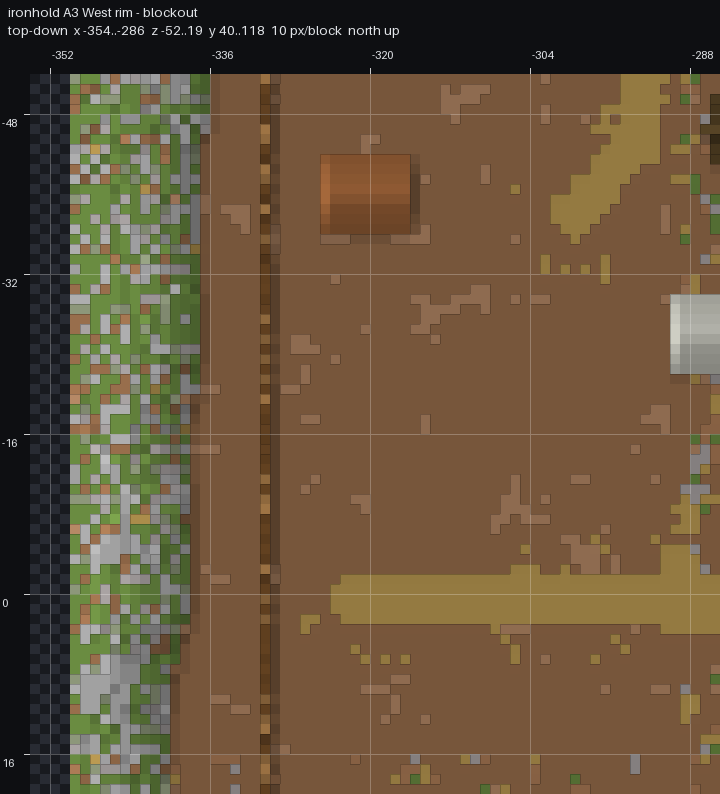 ironhold A3 West rim - blockout
top-down x -354..-286 z -52..19 y 40..118 10 px/block north up
-352 -336 -320 -304 -288
-48
-32
-16
0
16